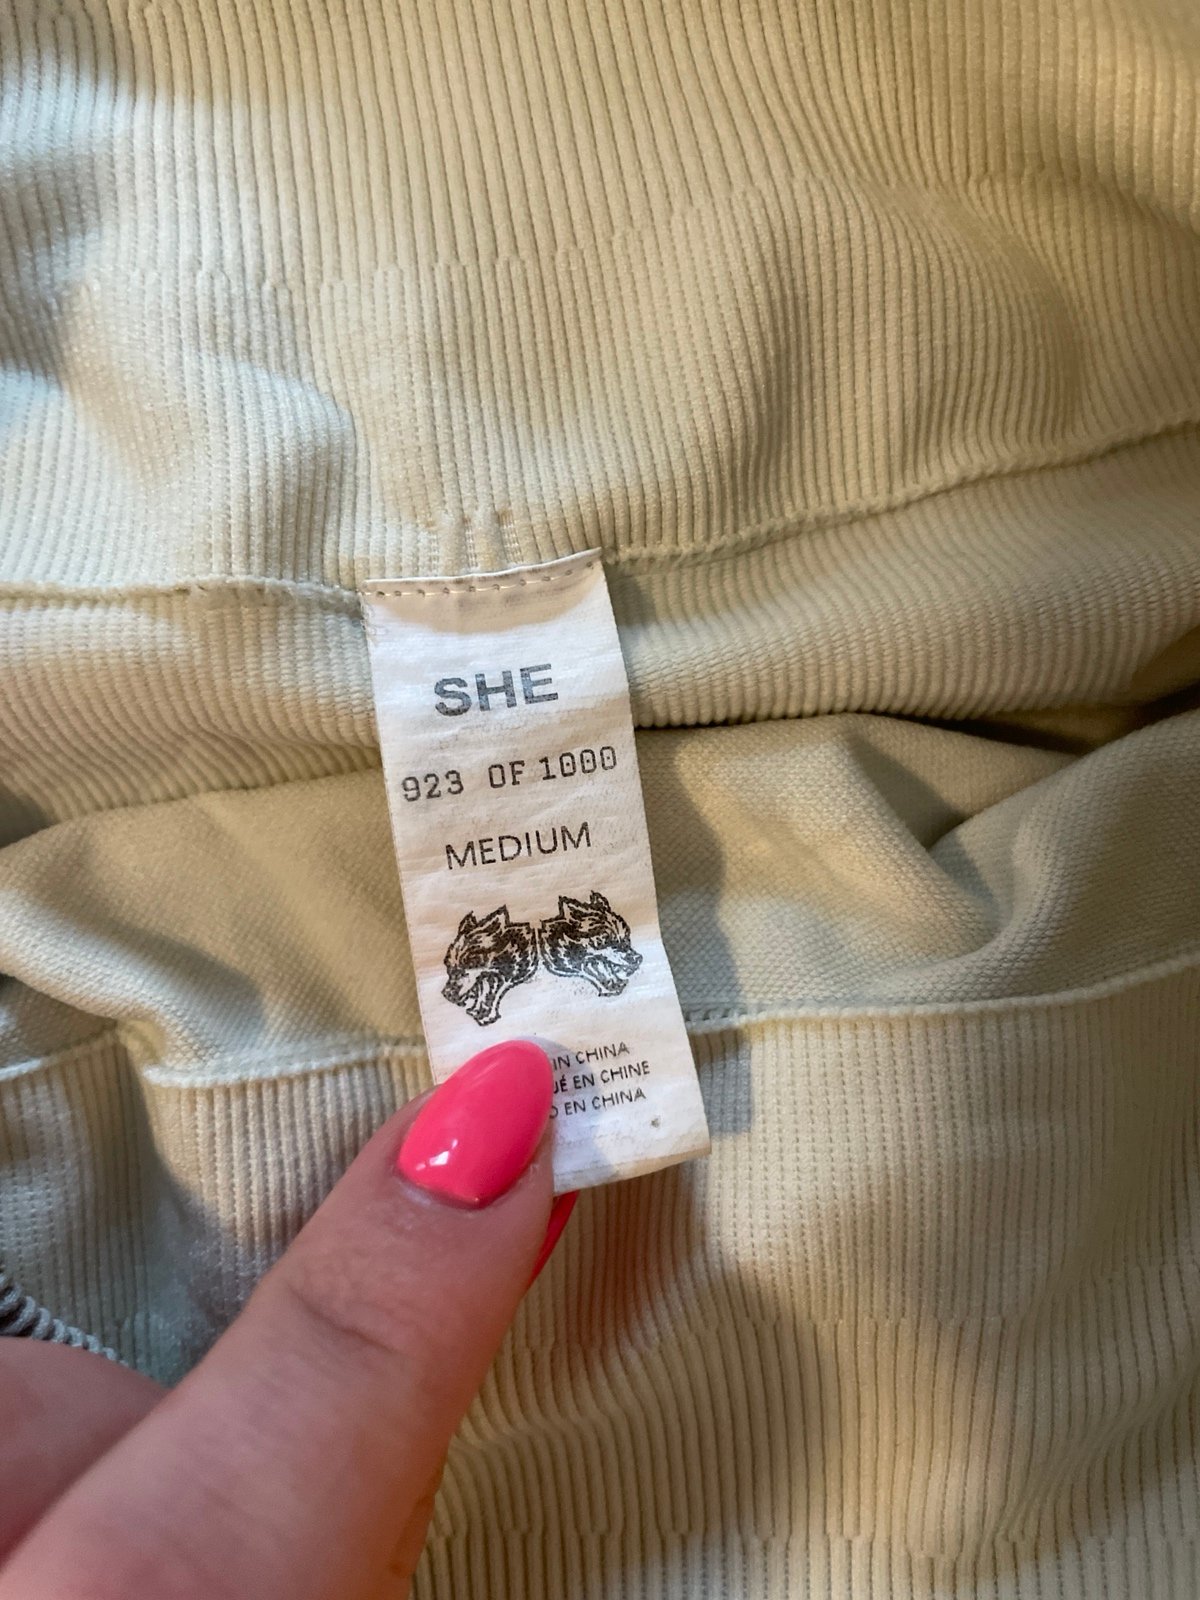 SHE
923 OF 1000
MEDIUM
IN CHINA
EN CHINE
EN CHINA